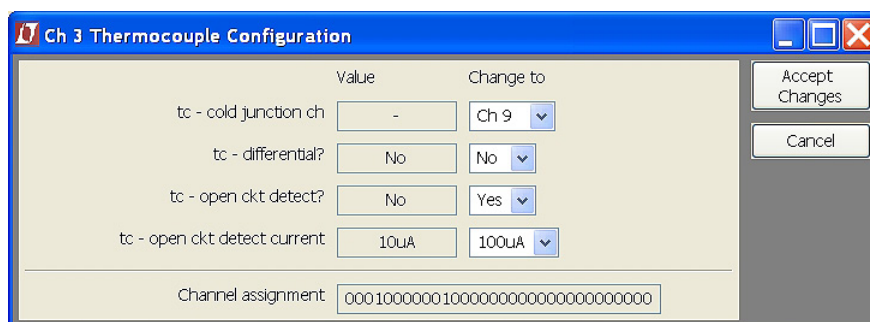 Ch 3 Thermocouple Configuration
Value Change to
tc - cold junction ch - Ch 9
tc - differential? No No
tc - open ckt detect? No Yes
tc - open ckt detect current 10uA 100uA
Channel assignment 00010000001000000000000000000000
Accept Changes
Cancel